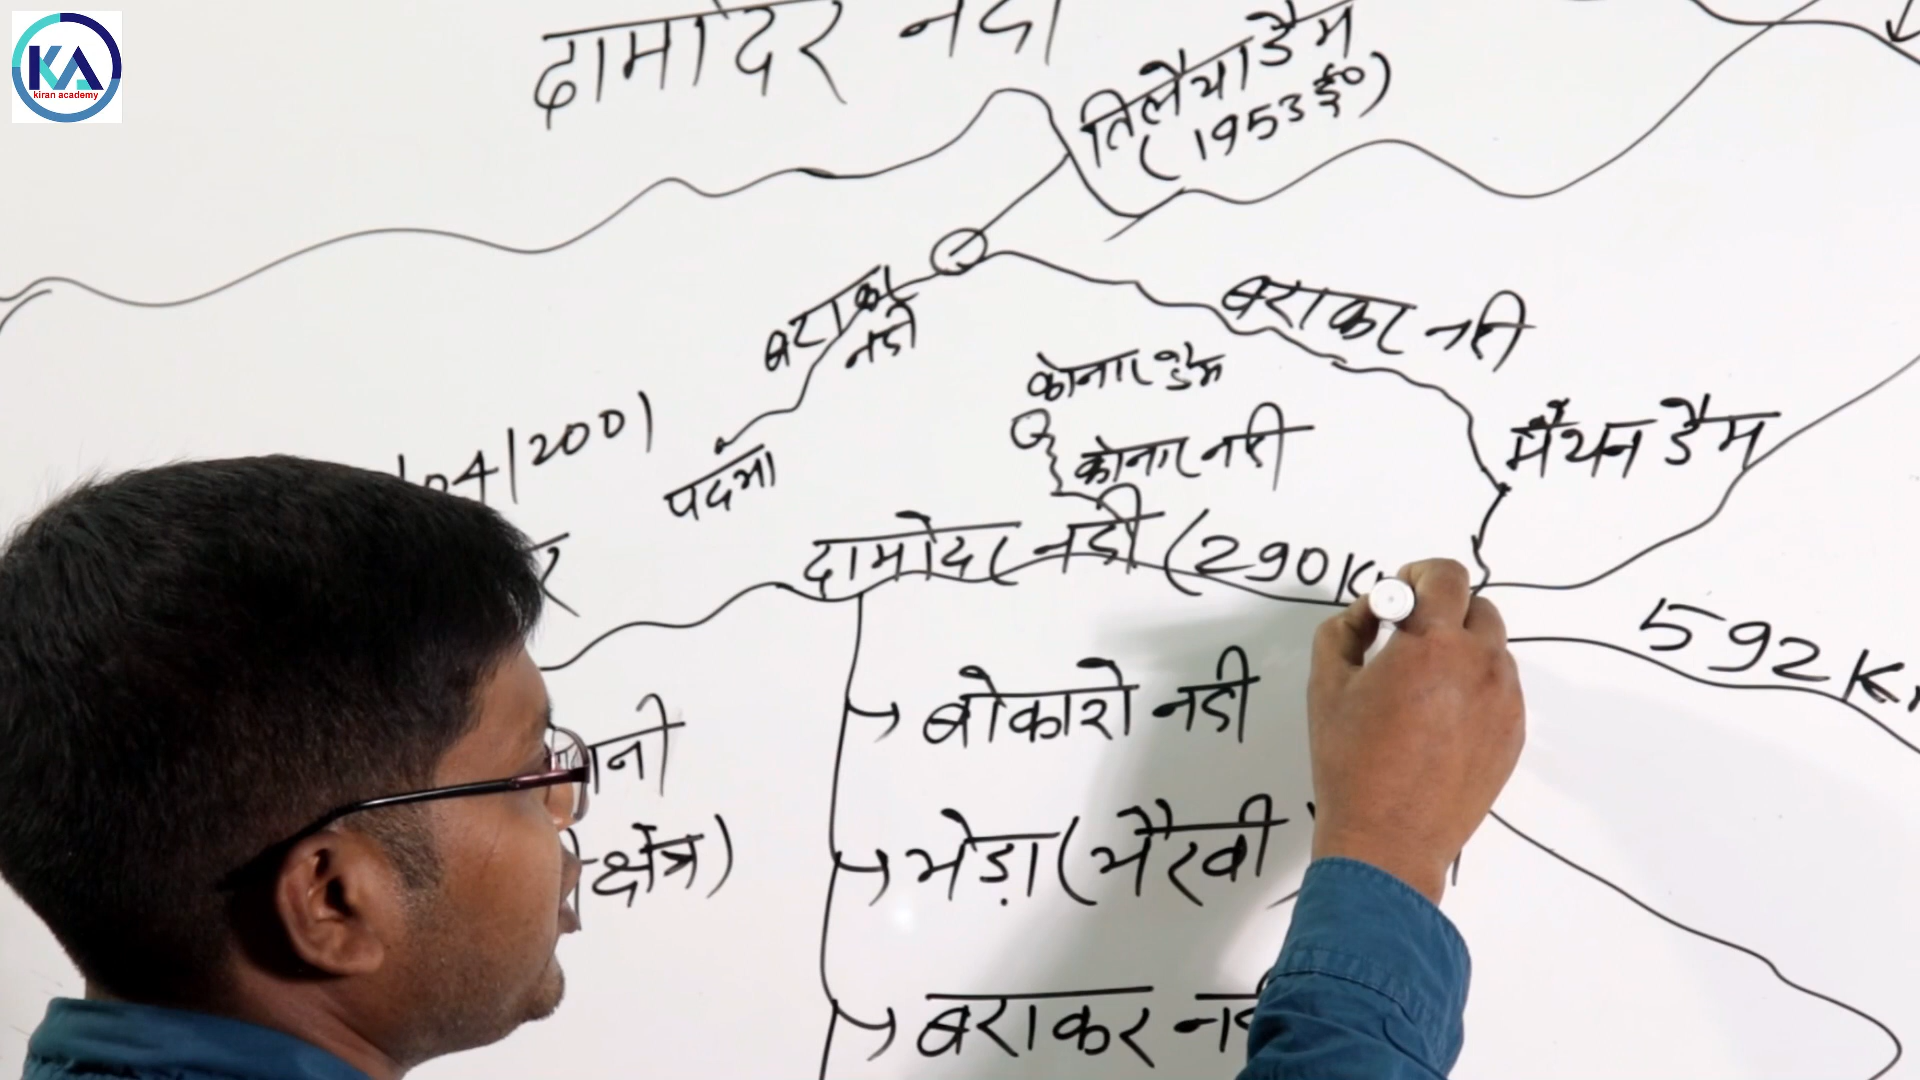 KA
kiran academy
दामोदर नदी
तिलैया डैम
(1953 ई०)
बराकर नदी
बराकर
नदी
कोनार डैम
कोनार नदी
मैथन डैम
04/2001
पदमा
दामोदर नदी (290K
592 K
बोकारो नदी
नी
भेड़ा (भैरवी
क्षेत्र)
बराकर न